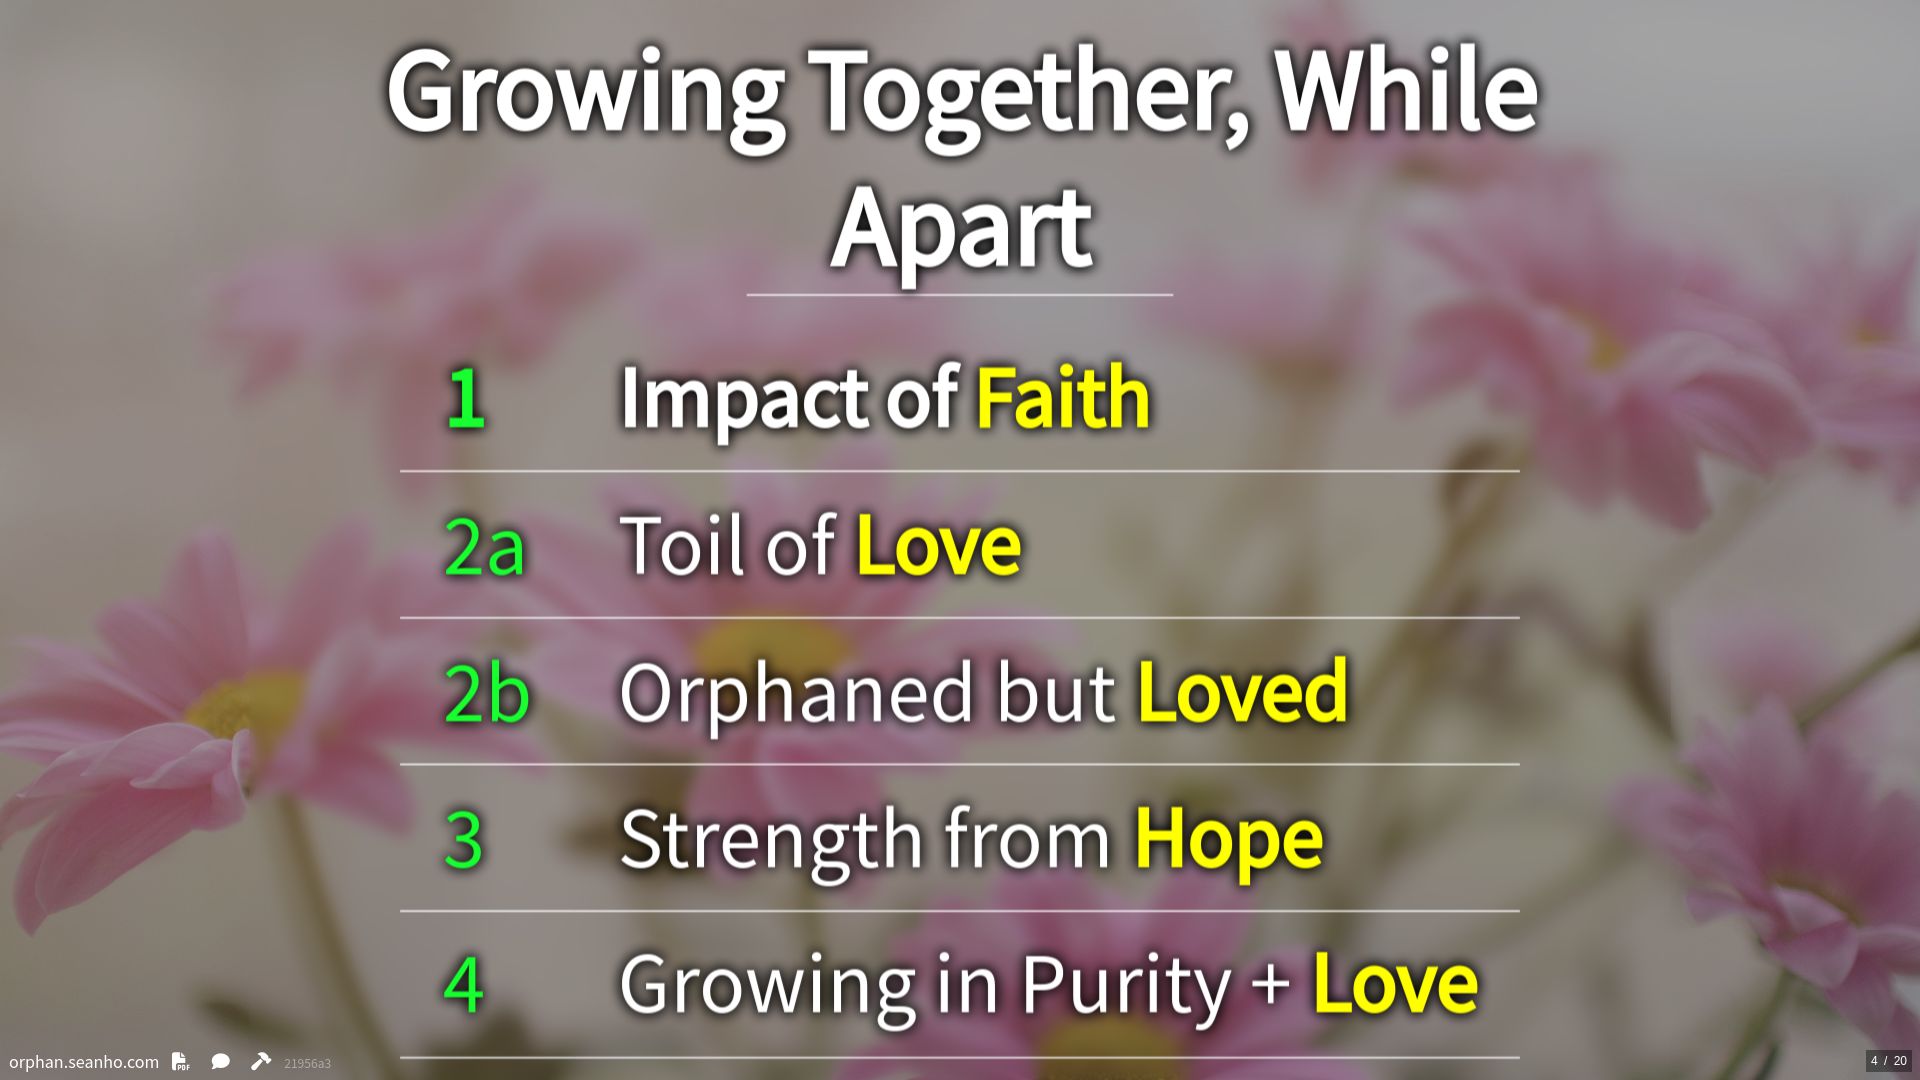 Growing Together, While
Apart
1 Impact of Faith
2a Toil of Love
2b Orphaned but Loved
3 Strength from Hope
4 Growing in Purity + Love
orphan.seanho.com PDF 21956a3
4 / 20